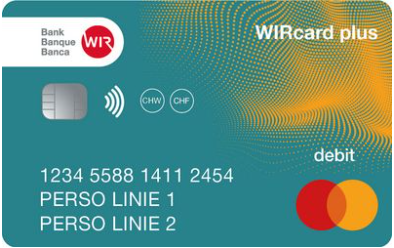 Bank
Banque
Banca
WIR
WIRcard plus
CHW CHF
debit
1234 5588 1411 2454
PERSO LINIE 1
PERSO LINIE 2